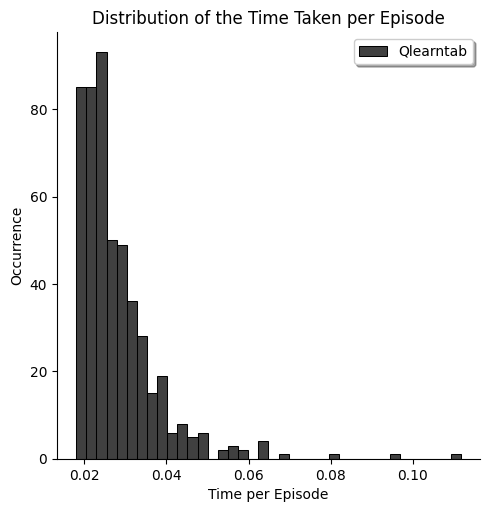 Distribution of the Time Taken per Episode
Qlearntab
Occurrence
80
60
40
20
0
0.02 0.04 0.06 0.08 0.10
Time per Episode